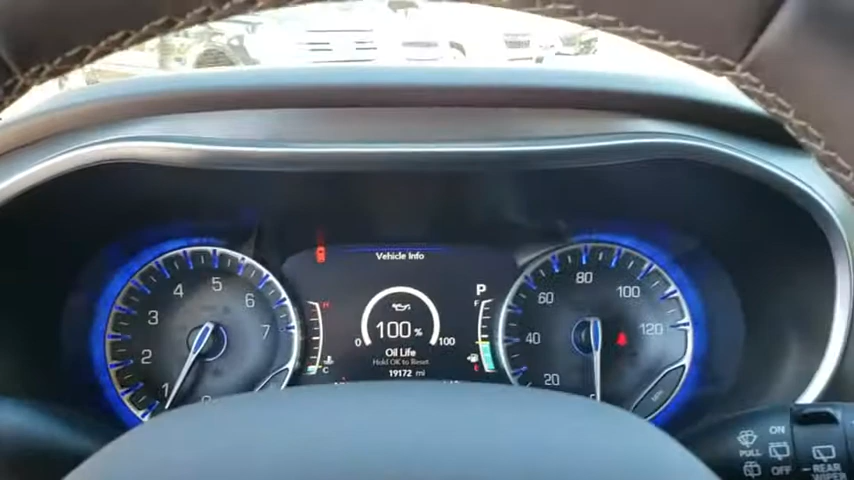 Vehicle Info
5
4
6
3
7
2
1
H
C
100 %
0
100
Oil Life
Hold OK to Reset
19172 mi
P
F
E
80
60
100
40
120
20
MPH
ON
PULL
OFF
REAR
WIPER